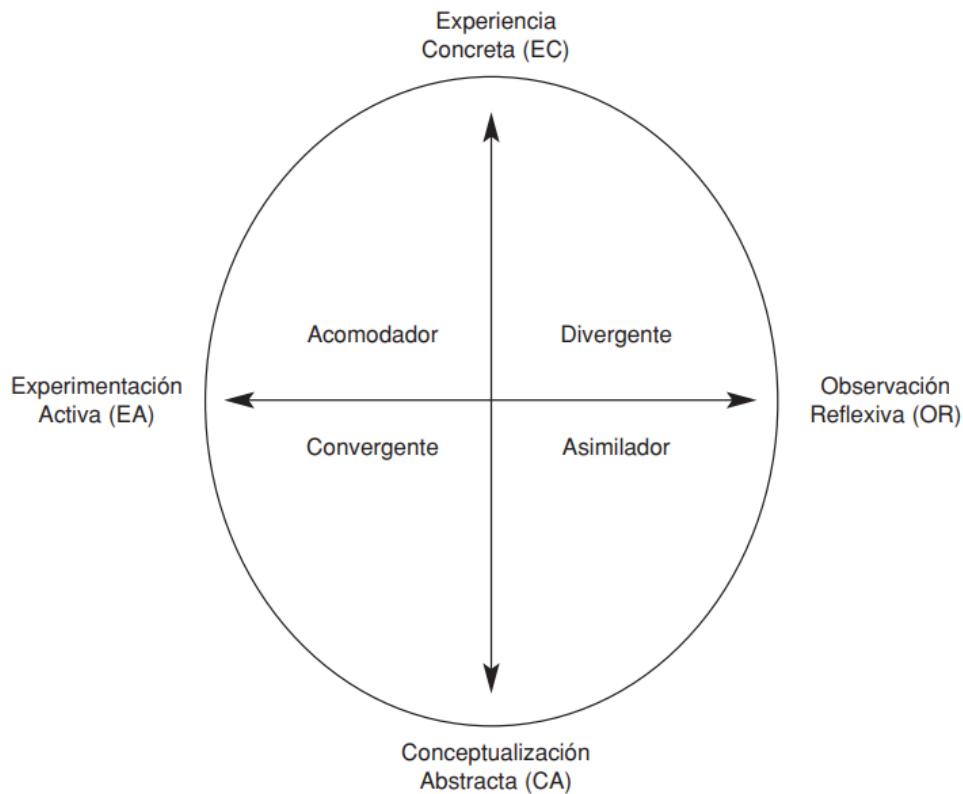 Experiencia
Concreta (EC)
Acomodador
Divergente
Experimentación
Activa (EA)
Observación
Reflexiva (OR)
Convergente
Asimilador
Conceptualización
Abstracta (CA)